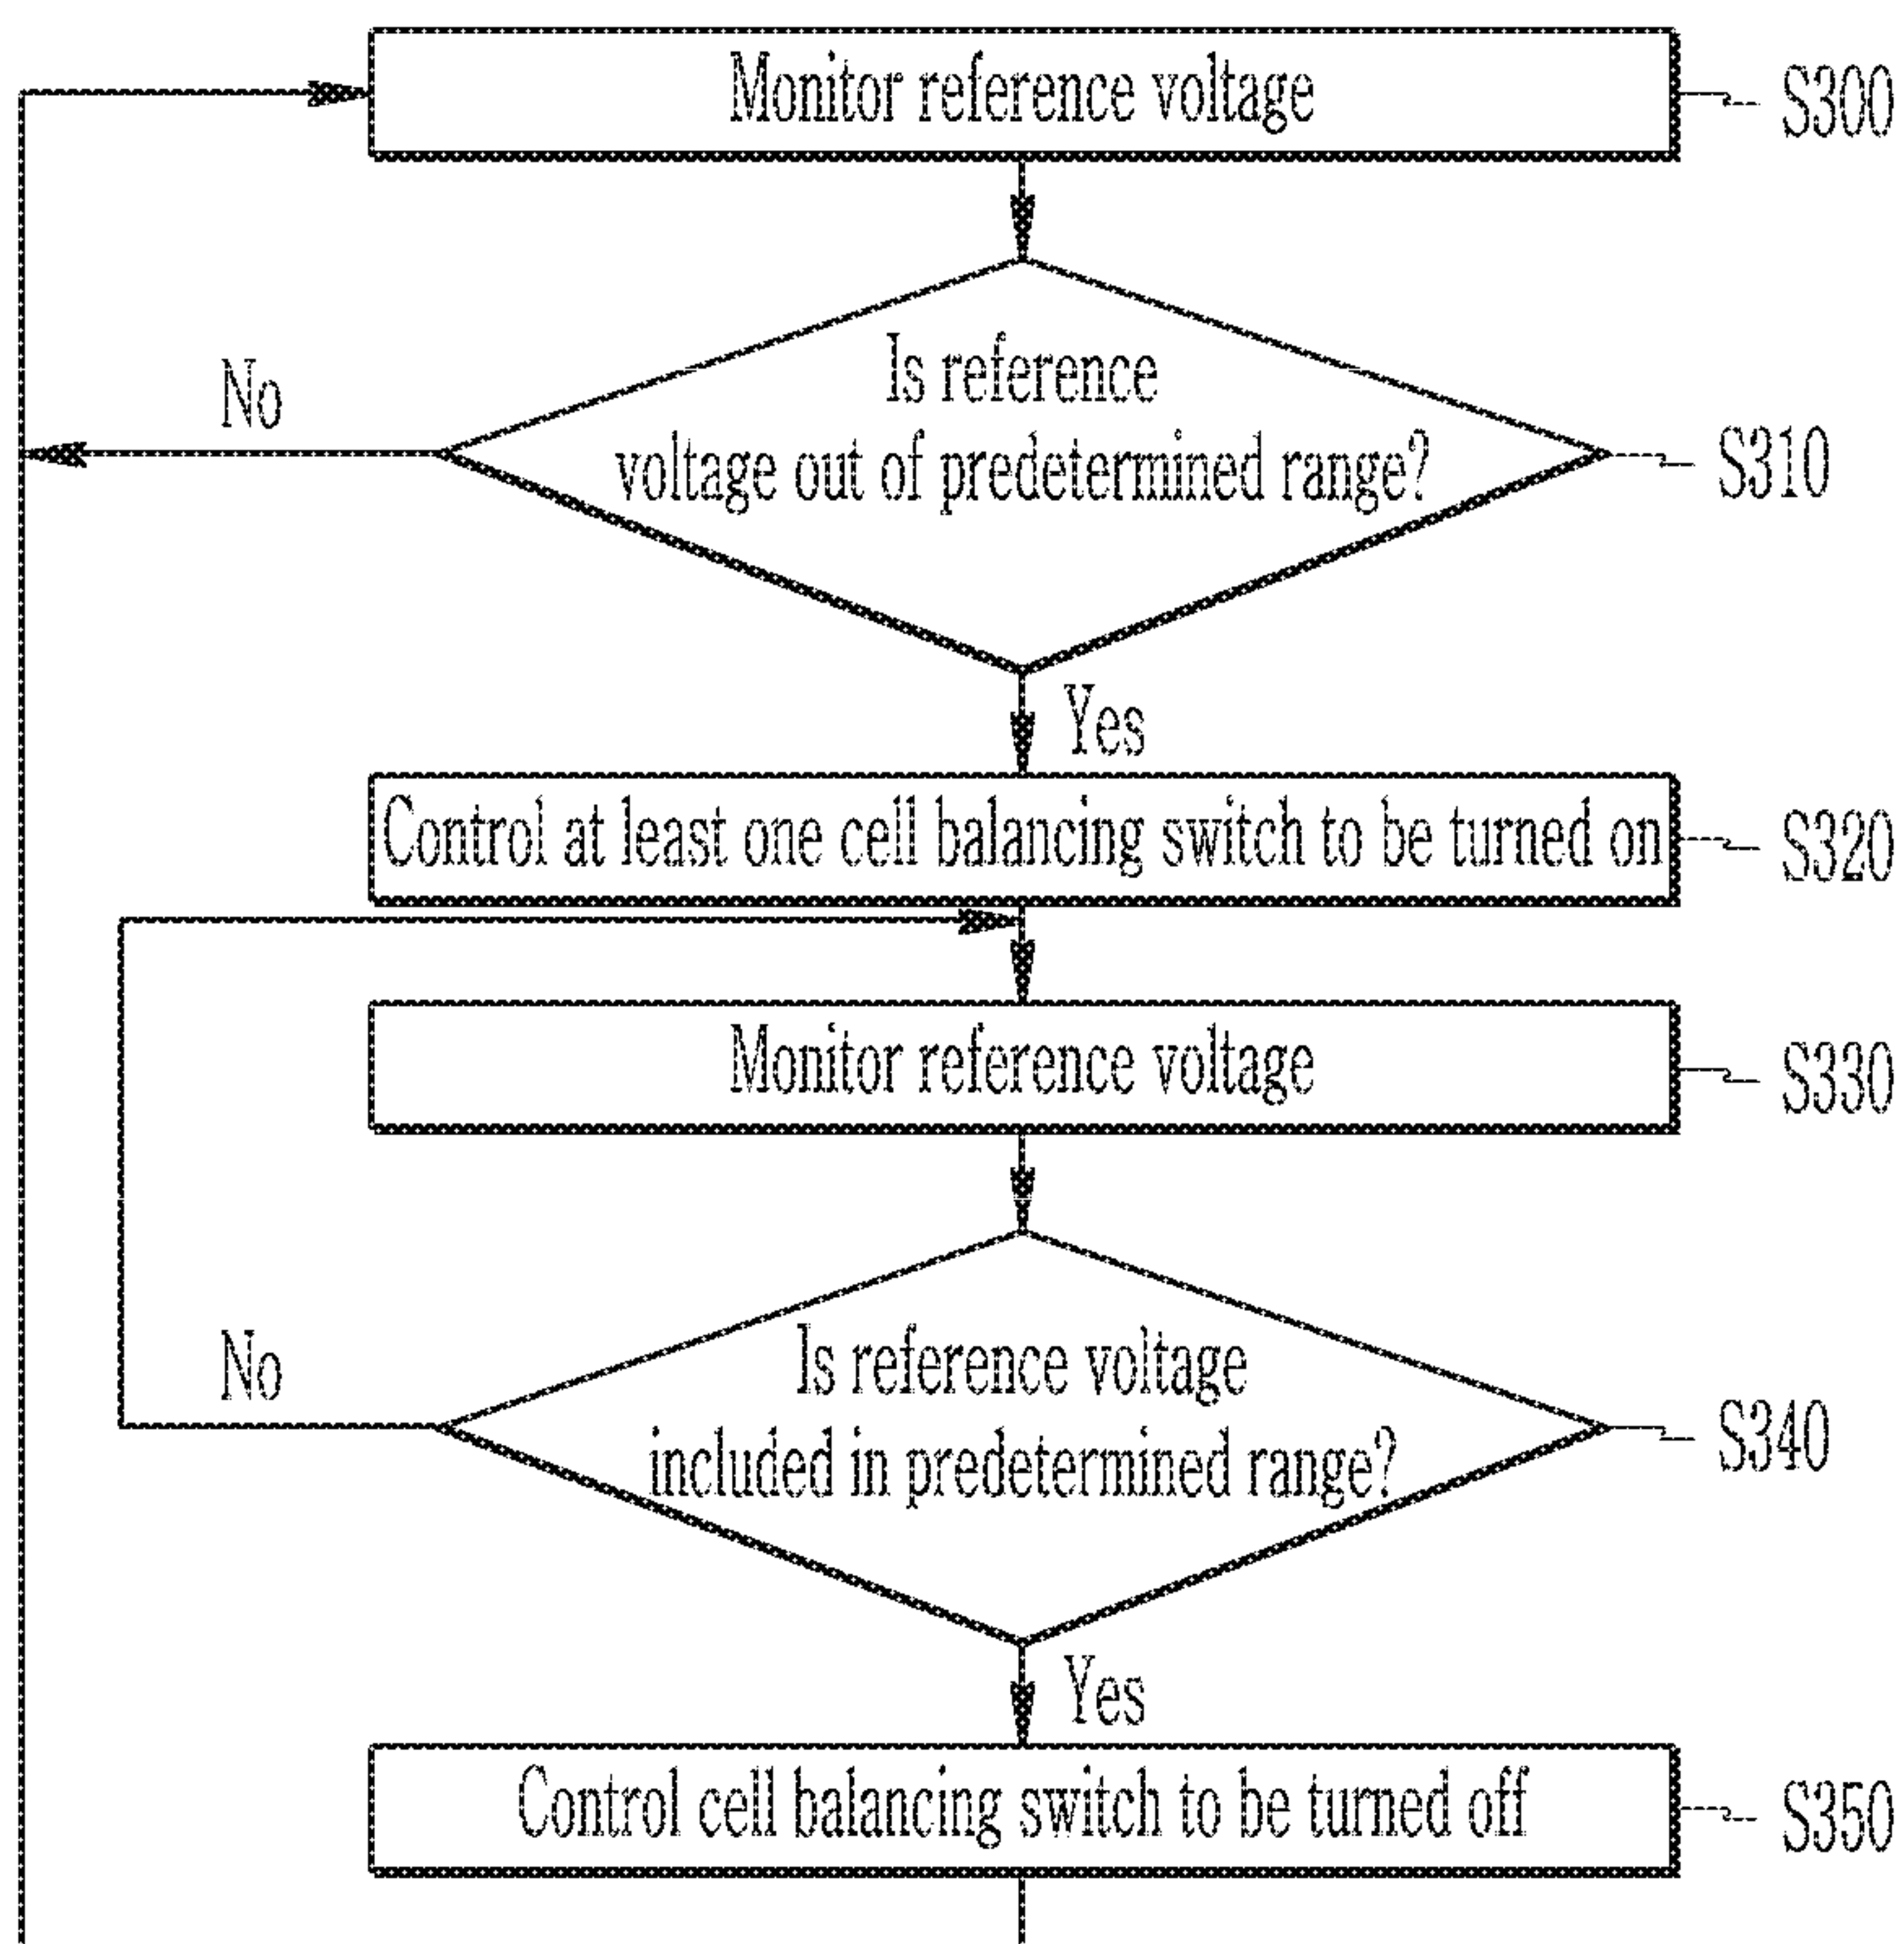 Monitor reference voltage
S300
Is reference
voltage out of predetermined range?
No
S310
Yes
Control at least one cell balancing switch to be turned on
S320
Monitor reference voltage
S330
Is reference voltage
included in predetermined range?
No
S340
Yes
Control cell balancing switch to be turned off
S350